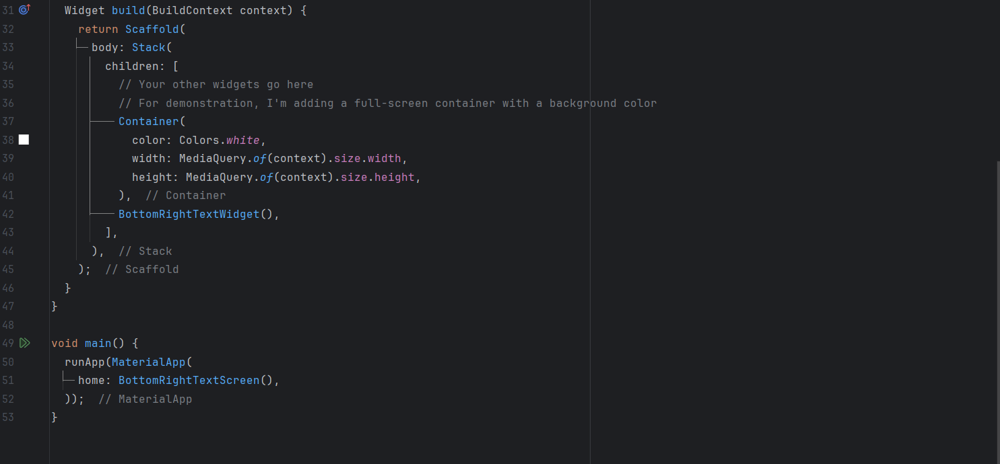 31 Widget build(BuildContext context) {
32 return Scaffold(
33 body: Stack(
34 children: [
35 // Your other widgets go here
36 // For demonstration, I'm adding a full-screen container with a background color
37 Container(
38 color: Colors.white,
39 width: MediaQuery.of(context).size.width,
40 height: MediaQuery.of(context).size.height,
41 ), // Container
42 BottomRightTextWidget(),
43 ],
44 ), // Stack
45 ); // Scaffold
46 }
47 }
48
49 void main() {
50 runApp(MaterialApp(
51 home: BottomRightTextScreen(),
52 )); // MaterialApp
53 }